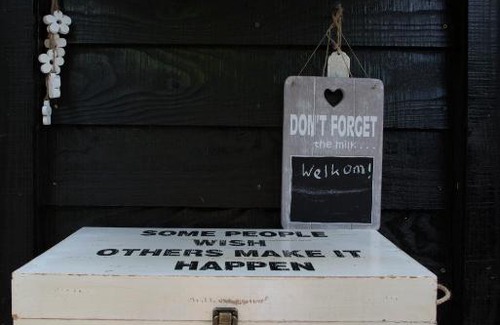 DON'T FORGET
the milk....
Welkom!
SOME PEOPLE
WISH
OTHERS MAKE IT
HAPPEN